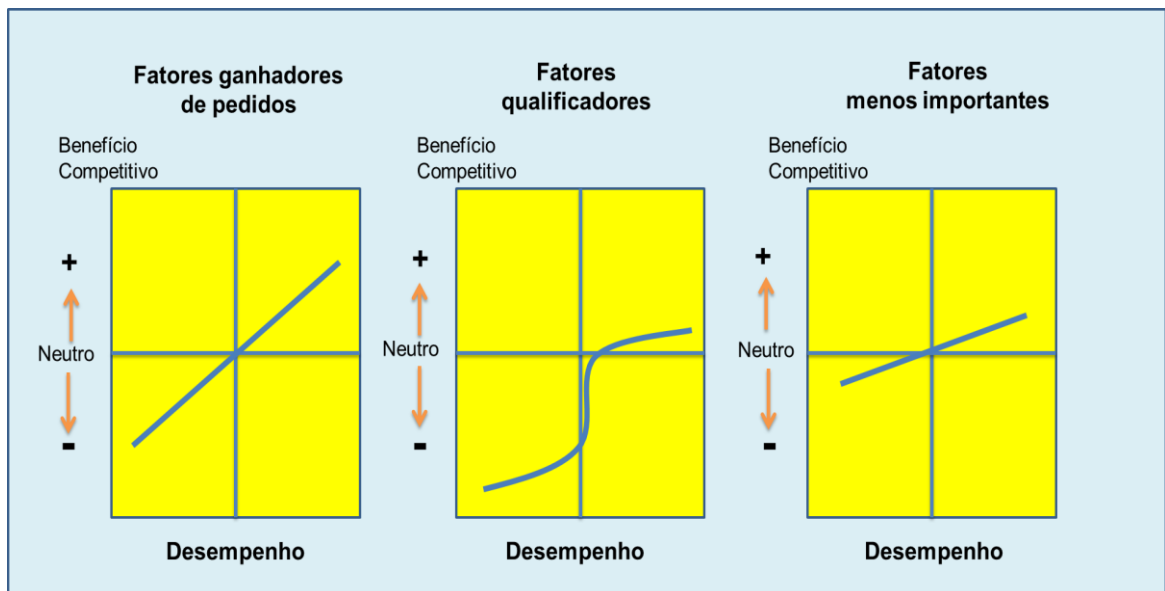 Fatores ganhadores
de pedidos
Benefício
Competitivo
+
Neutro
-
Desempenho
Fatores
qualificadores
Benefício
Competitivo
+
Neutro
-
Desempenho
Fatores
menos importantes
Benefício
Competitivo
+
Neutro
-
Desempenho